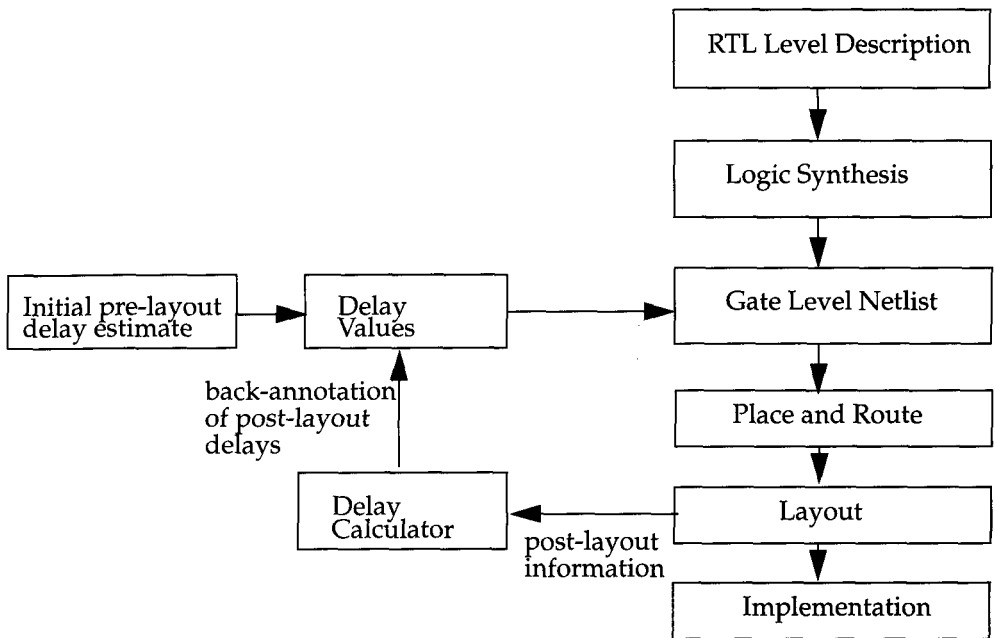 RTL Level Description
Logic Synthesis
Initial pre-layout
delay estimate
Delay
Values
Gate Level Netlist
back-annotation
of post-layout
delays
Place and Route
Delay
Calculator
post-layout
information
Layout
Implementation